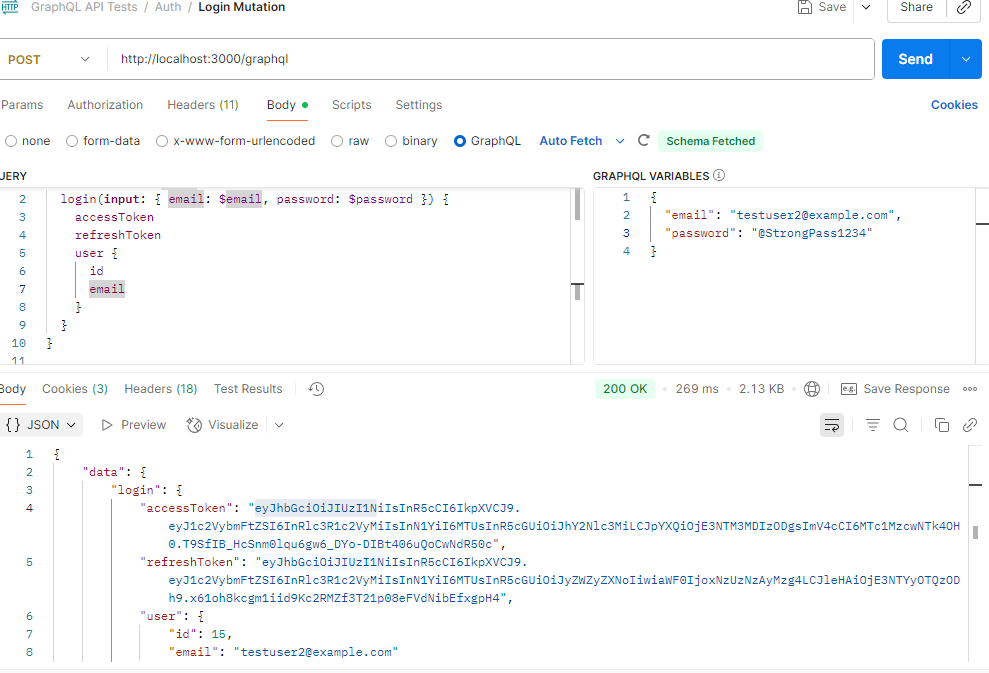 HTTP GraphQL API Tests / Auth / Login Mutation Save Share
POST http://localhost:3000/graphql Send
Params Authorization Headers (11) Body Scripts Settings Cookies
none form-data x-www-form-urlencoded raw binary GraphQL Auto Fetch Schema Fetched
UERY
2 login(input: { email: $email, password: $password }) {
3 accessToken
4 refreshToken
5 user {
6 id
7 email
8 }
9 }
10 }
11
GRAPHQL VARIABLES
1 {
2 "email": "testuser2@example.com",
3 "password": "@StrongPass1234"
4 }
Body Cookies (3) Headers (18) Test Results 200 OK 269 ms 2.13 KB e.g. Save Response
{} JSON Preview Visualize
1 {
2 "data": {
3 "login": {
4 "accessToken": "eyJhbGciOiJIUzI1NiIsInR5cCI6IkpXVCJ9.
eyJ1c2VybmFtZSI6InRlc3R1c2VyMiIsInN1YiI6MTUsInR5cGUiOiJhY2Nlc3MiLCJpYXQiOjE3NTM3MDIzODgsImV4cCI6MTc1MzcwNTk4OH
0.T9SfIB_HcSnm0lqu6gw6_DYo-DIBt406uQoCwNdR50c",
5 "refreshToken": "eyJhbGciOiJIUzI1NiIsInR5cCI6IkpXVCJ9.
eyJ1c2VybmFtZSI6InRlc3R1c2VyMiIsInN1YiI6MTUsInR5cGUiOiJyZWZyZXNoIiwiaWF0IjoxNzUzNzAyMzg4LCJleHAiOjE3NTYyOTQzOD
h9.x61oh8kcgm1iid9Kc2RMZf3T21p08eFVdNibEfxgpH4",
6 "user": {
7 "id": 15,
8 "email": "testuser2@example.com"